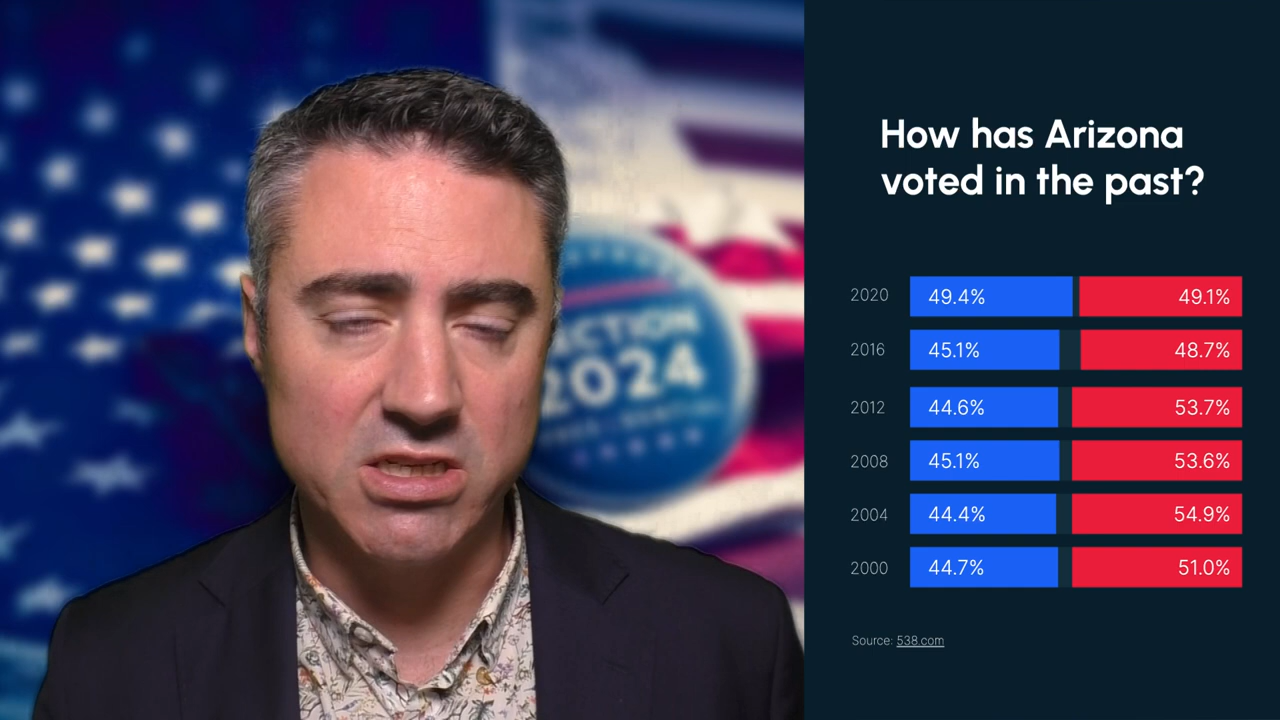 ECTION
2024
How has Arizona
voted in the past?
2020 49.4% 49.1%
2016 45.1% 48.7%
2012 44.6% 53.7%
2008 45.1% 53.6%
2004 44.4% 54.9%
2000 44.7% 51.0%
Source: 538.com